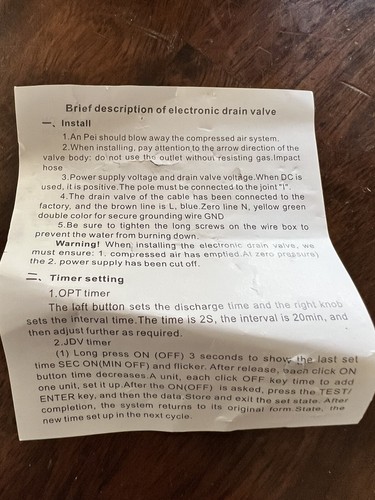 Brief description of electronic drain valve
一、Install
1.An Pei should blow away the compressed air system.
2.When installing, pay attention to the arrow direction of the
valve body: do not use the outlet without resisting gas.Impact
hose
3.Power supply voltage and drain valve voltage.When DC is
used, it is positive.The pole must be connected to the joint "I".
4.The drain valve of the cable has been connected to the
factory, and the brown line is L, blue.Zero line N, yellow green
double color for secure grounding wire GND
5.Be sure to tighten the long screws on the wire box to
prevent the water from burning down.
Warning! When installing the electronic drain valve, we
must ensure: 1. compressed air has emptied.At zero pressure)
the 2. power supply has been cut off.
二、Timer setting
1.OPT timer
The left button sets the discharge time and the right knob
sets the interval time.The time is 2S, the interval is 20min, and
then adjust further as required.
2.JDV timer
(1) Long press ON (OFF) 3 seconds to show the last set
time SEC ON(MIN OFF) and flicker. After release, each click ON
button time decreases.A unit, each click OFF key time to add
one unit, set it up.After the ON(OFF) is asked, press the TEST/
ENTER key, and then the data.Store and exit the set state. After
completion, the system returns to its original form.State, the
new time set up in the next cycle.